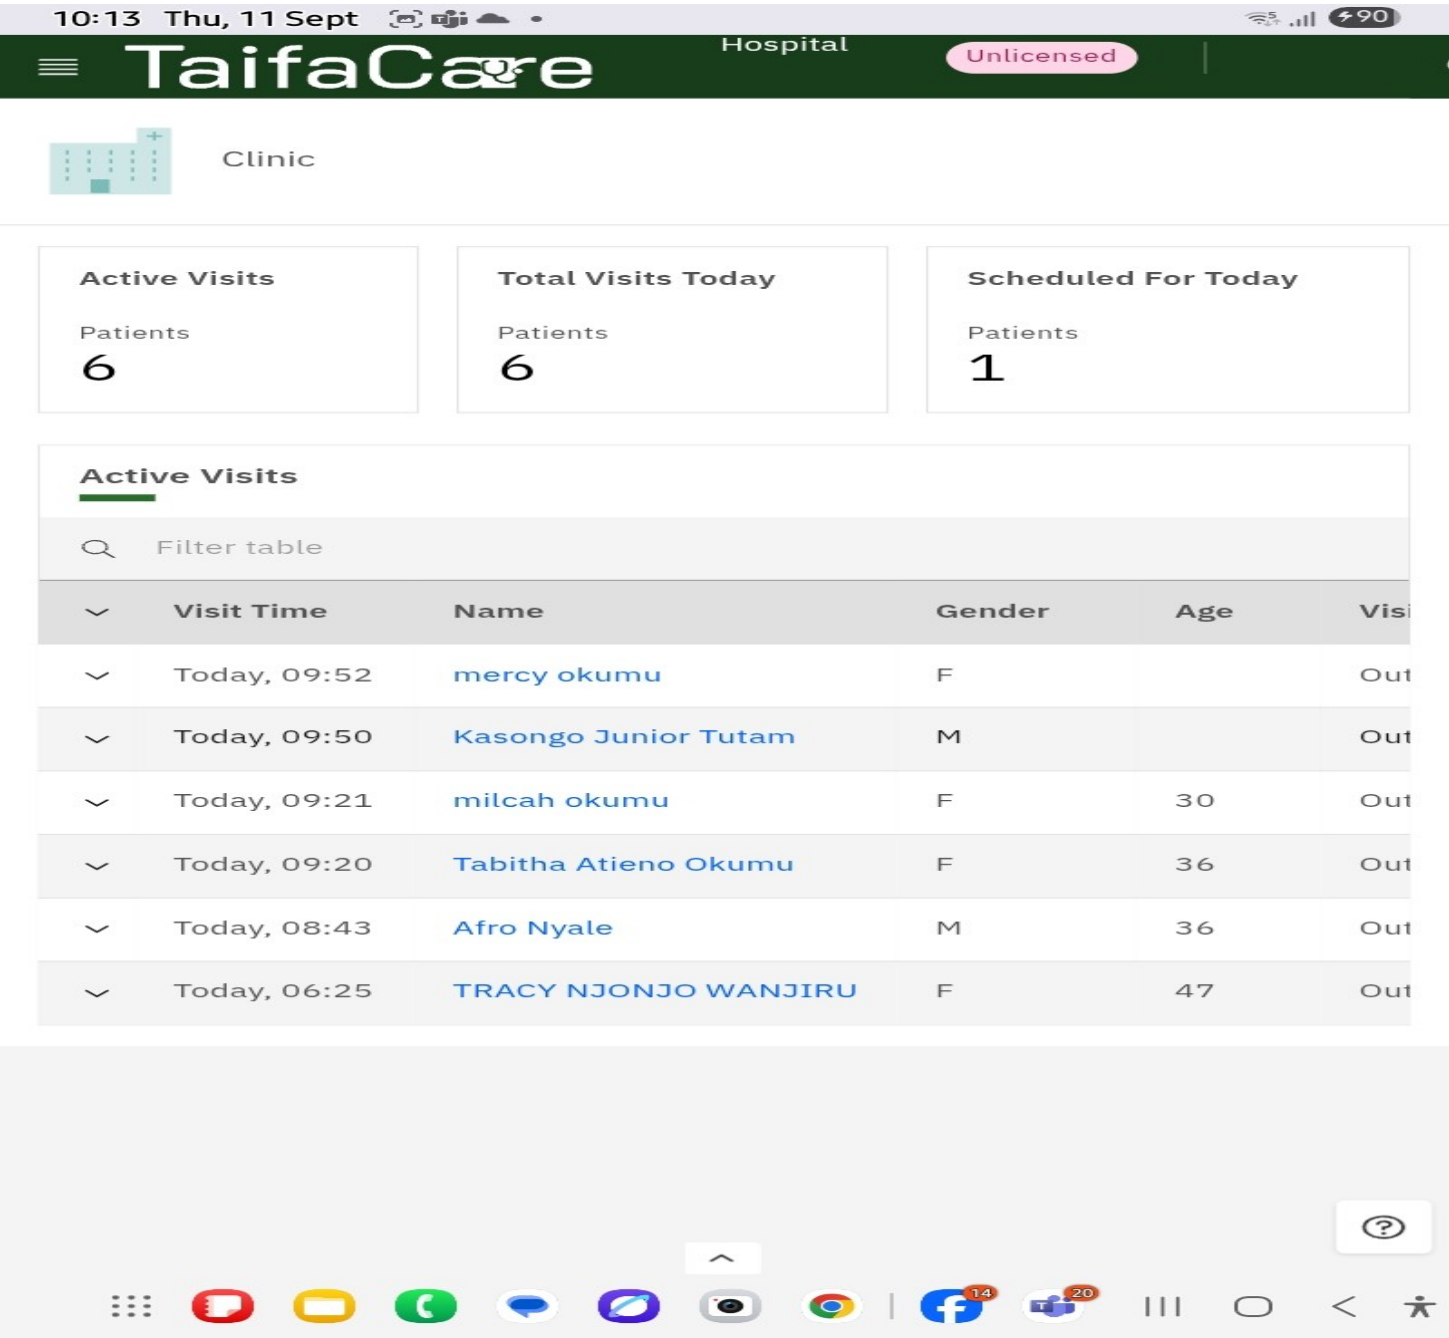 10:13 Thu, 11 Sept
90
TaifaCare
Hospital
Unlicensed
Clinic
Active Visits
Patients
6
Total Visits Today
Patients
6
Scheduled For Today
Patients
1
Active Visits
Filter table
Visit Time Name Gender Age Visi
Today, 09:52 mercy okumu F Out
Today, 09:50 Kasongo Junior Tutam M Out
Today, 09:21 milcah okumu F 30 Out
Today, 09:20 Tabitha Atieno Okumu F 36 Out
Today, 08:43 Afro Nyale M 36 Out
Today, 06:25 TRACY NJONJO WANJIRU F 47 Out
14 20